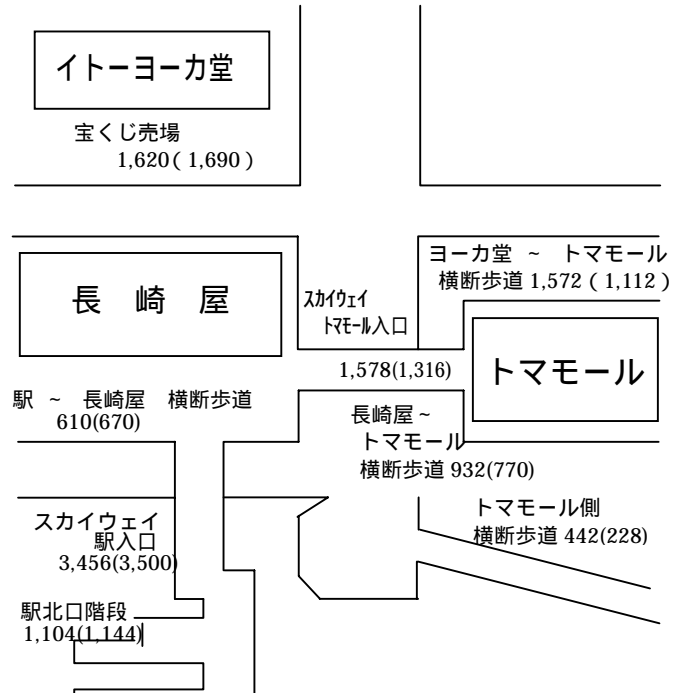 イトーヨーカ堂
宝くじ売場
1,620( 1,690 )
ヨーカ堂 ~ トマモール
横断歩道 1,572 ( 1,112 )
長 崎 屋
ｽｶｲｳｪｲ
ﾄﾏﾓｰﾙ入口
1,578(1,316)
トマモール
駅 ~ 長崎屋 横断歩道
610(670)
長崎屋 ~
トマモール
横断歩道 932(770)
トマモール側
横断歩道 442(228)
スカイウェイ
駅入口
3,456(3,500)
駅北口階段
1,104(1,144)